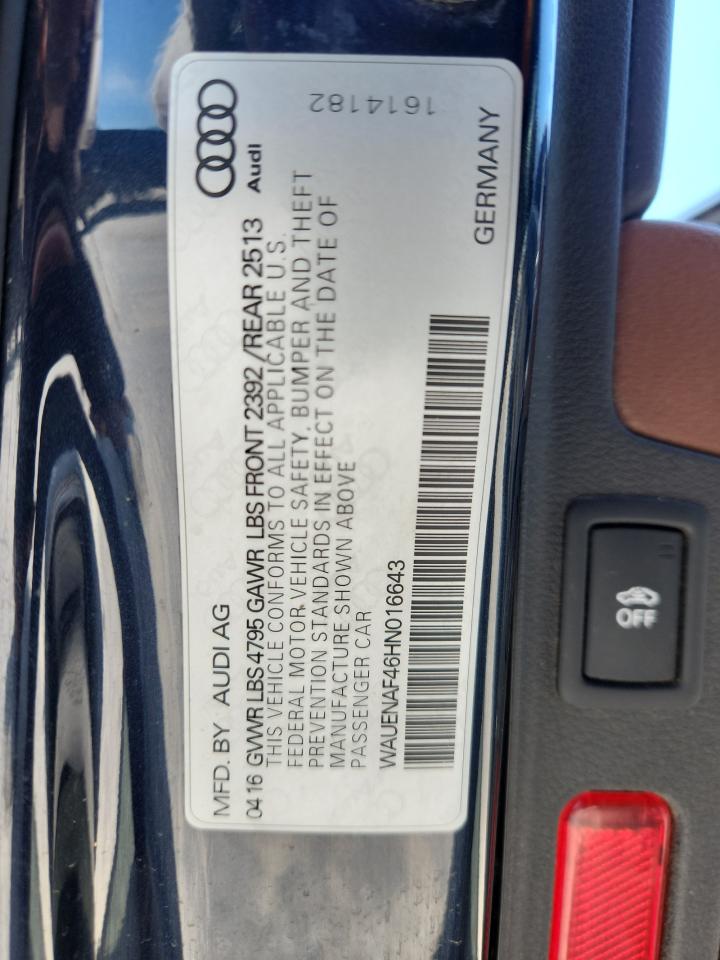 MFD. BY AUDI AG
Audi
04 16 GVWR LBS 4795 GAWR LBS FRONT 2392 /REAR 2513
THIS VEHICLE CONFORMS TO ALL APPLICABLE U.S.
FEDERAL MOTOR VEHICLE SAFETY, BUMPER AND THEFT
PREVENTION STANDARDS IN EFFECT ON THE DATE OF
MANUFACTURE SHOWN ABOVE
PASSENGER CAR
WAUENAF46HN016643
GERMANY
1614182
OFF